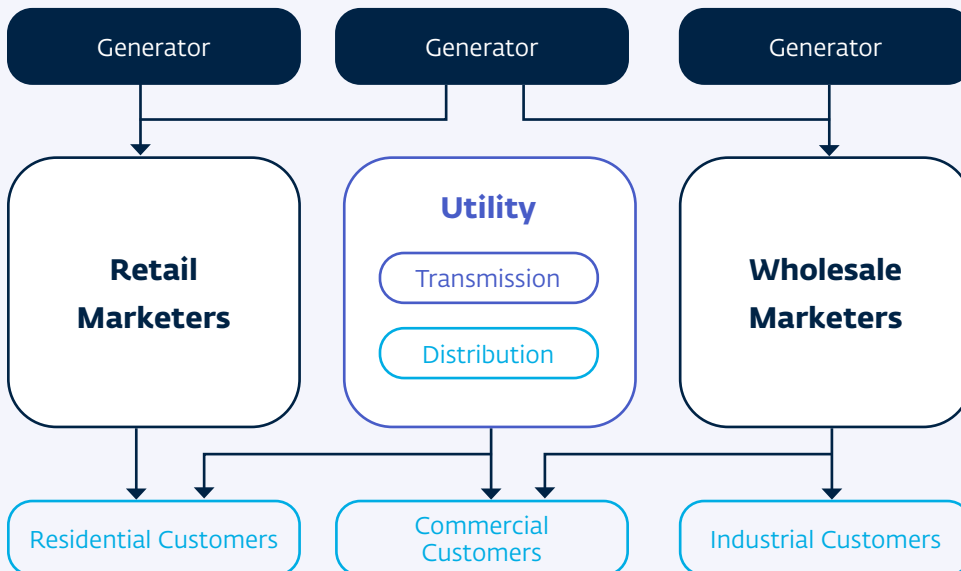 Generator
Generator
Generator
Retail
Marketers
Utility
Transmission
Distribution
Wholesale
Marketers
Residential Customers
Commercial
Customers
Industrial Customers